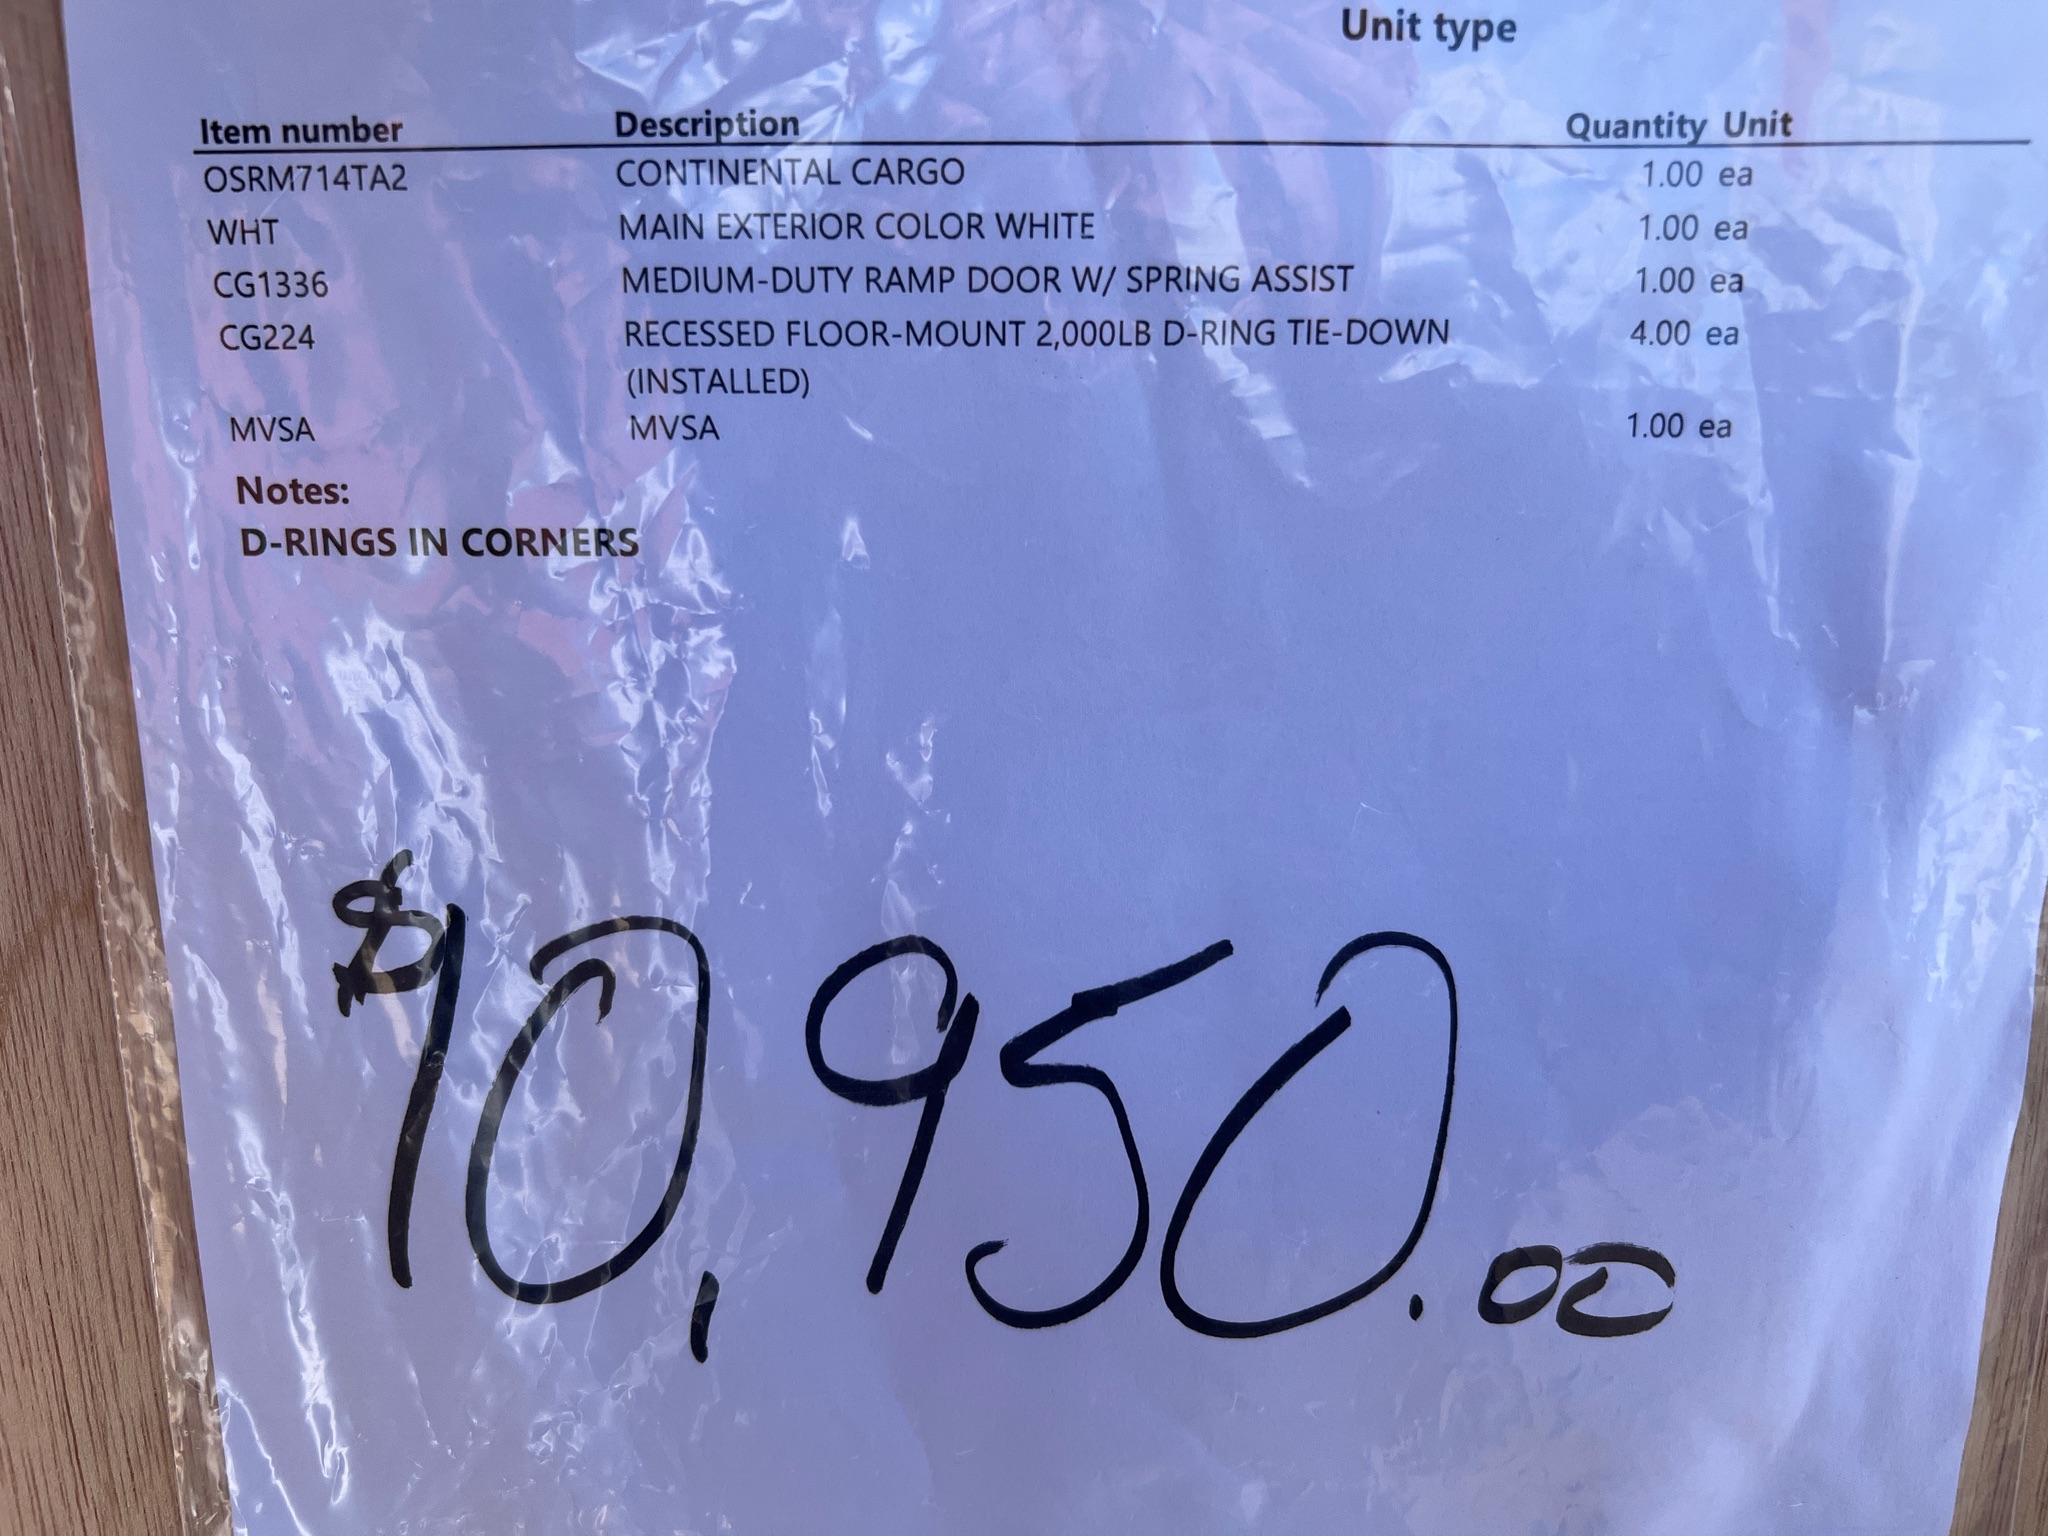 Unit type
Item number Description Quantity Unit
OSRM714TA2 CONTINENTAL CARGO 1.00 ea
WHT MAIN EXTERIOR COLOR WHITE 1.00 ea
CG1336 MEDIUM-DUTY RAMP DOOR W/ SPRING ASSIST 1.00 ea
CG224 RECESSED FLOOR-MOUNT 2,000LB D-RING TIE-DOWN 4.00 ea
(INSTALLED)
MVSA MVSA 1.00 ea
Notes:
D-RINGS IN CORNERS
$10,950.00